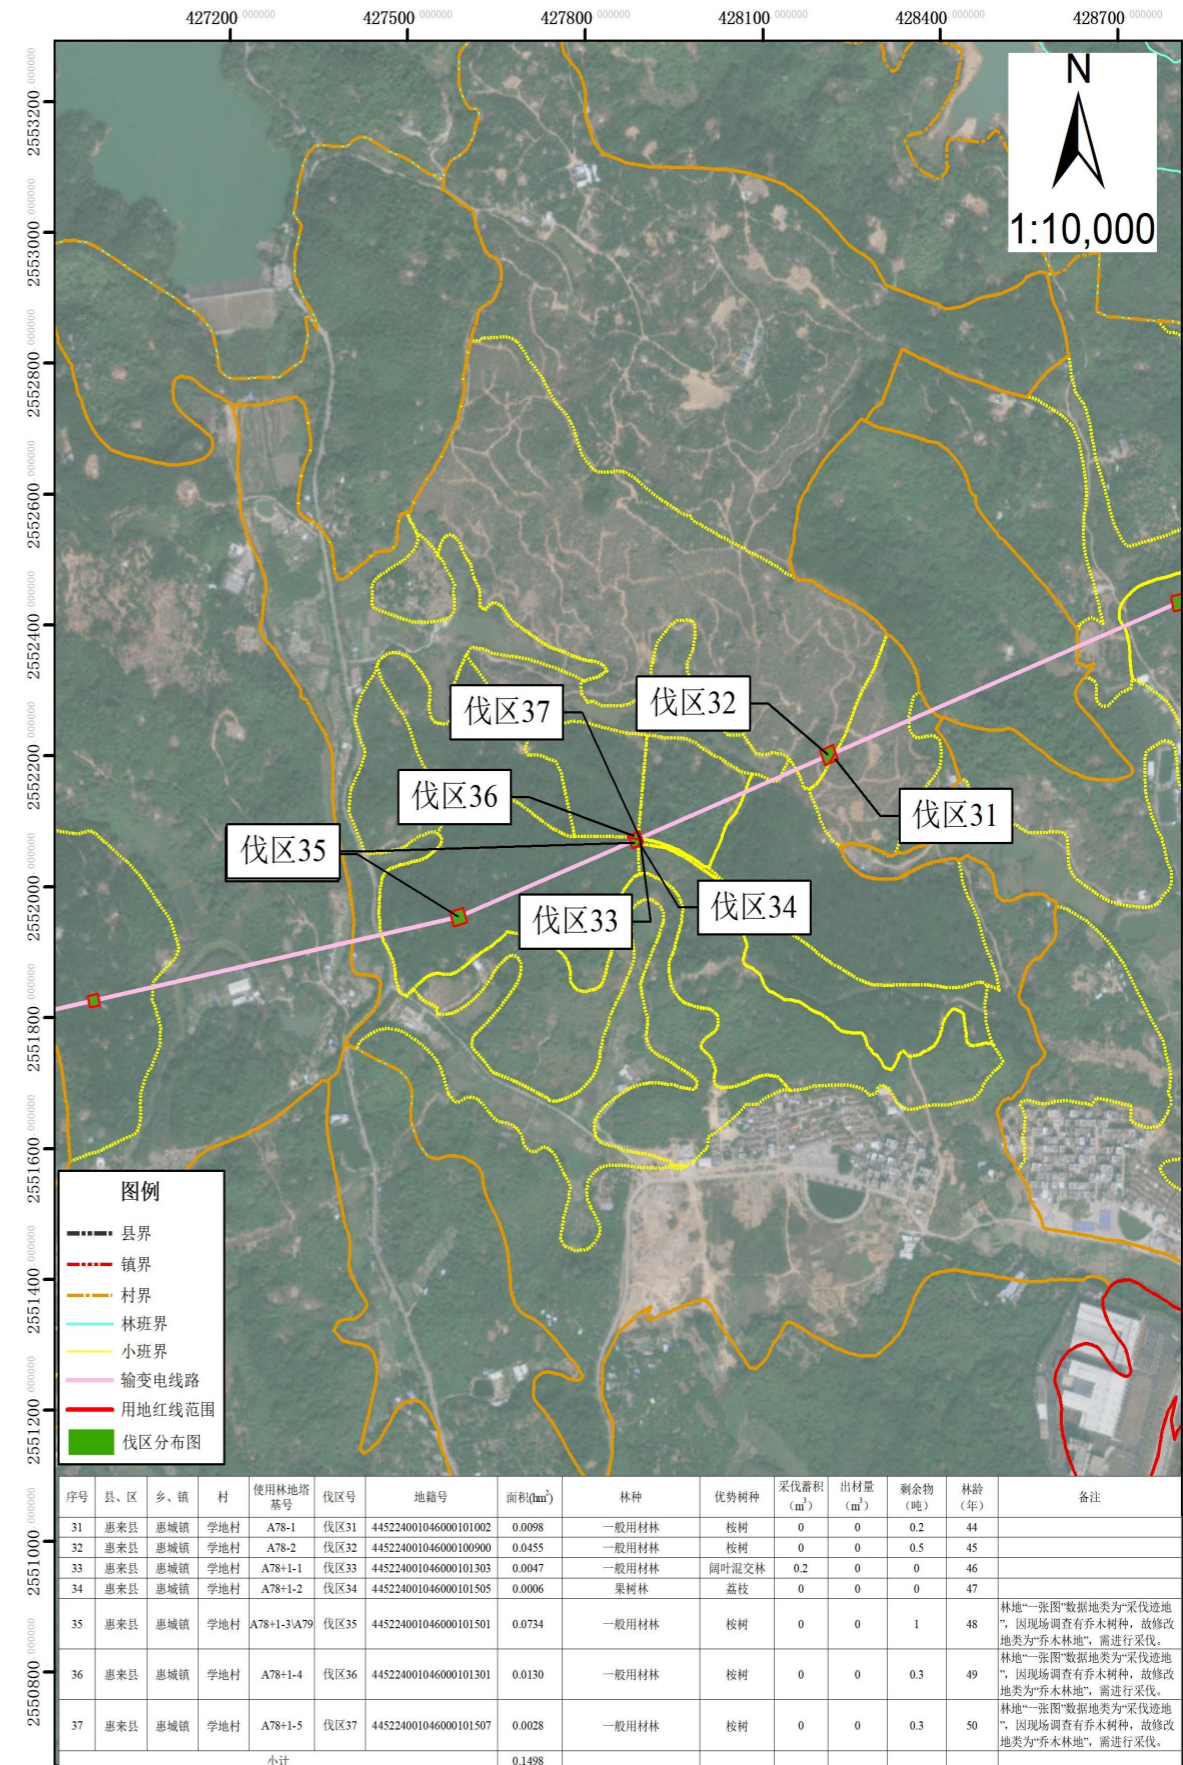 427200.000000 427500.000000 427800.000000 428100.000000 428400.000000 428700.000000
2553200.000000
2553000.000000
2552800.000000
2552600.000000
2552400.000000
2552200.000000
2552000.000000
2551800.000000
2551600.000000
2551400.000000
2551200.000000
2551000.000000
2550800.000000
N
1:10,000
伐区37
伐区32
伐区36
伐区31
伐区35
伐区33
伐区34
图例
县界
镇界
村界
林班界
小班界
输变电线路
用地红线范围
伐区分布图
序号 县、区 乡、镇 村 使用林地塔基号 伐区号 地籍号 面积(hm²) 林种 优势树种 采伐蓄积（m³） 出材量（m³） 剩余物（吨） 林龄（年） 备注
31 惠来县 惠城镇 学地村 A78-1 伐区31 445224001046000101002 0.0098 一般用材林 桉树 0 0 0.2 44
32 惠来县 惠城镇 学地村 A78-2 伐区32 445224001046000100900 0.0455 一般用材林 桉树 0 0 0.5 45
33 惠来县 惠城镇 学地村 A78+1-1 伐区33 445224001046000101303 0.0047 一般用材林 阔叶混交林 0.2 0 0 46
34 惠来县 惠城镇 学地村 A78+1-2 伐区34 445224001046000101505 0.0006 果树林 荔枝 0 0 0 47
35 惠来县 惠城镇 学地村 A78+1-3\A79 伐区35 445224001046000101501 0.0734 一般用材林 桉树 0 0 1 48
林地“一张图”数据地类为“采伐迹地
”，因现场调查有乔木树种，故修改
地类为“乔木林地”，需进行采伐。
36 惠来县 惠城镇 学地村 A78+1-4 伐区36 445224001046000101301 0.0130 一般用材林 桉树 0 0 0.3 49
林地“一张图”数据地类为“采伐迹地
”，因现场调查有乔木树种，故修改
地类为“乔木林地”，需进行采伐。
37 惠来县 惠城镇 学地村 A78+1-5 伐区37 445224001046000101507 0.0028 一般用材林 桉树 0 0 0.3 50
林地“一张图”数据地类为“采伐迹地
”，因现场调查有乔木树种，故修改
地类为“乔木林地”，需进行采伐。
小计 0.1498